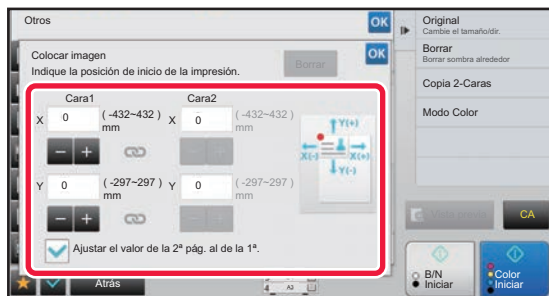 Otros
OK
Colocar imagen
Indique la posición de inicio de la impresión.
Borrar
OK
Cara1
Cara2
X
0
( -432~432 )
mm
X
0
( -432~432 )
mm
Y(+)
X(-)
X(+)
Y(-)
Y
0
( -297~297 )
mm
Y
0
( -297~297 )
mm
Ajustar el valor de la 2ª pág. al de la 1ª.
Atrás
A3
Original
Cambie el tamaño/dir.
Borrar
Borrar sombra alrededor
Copia 2-Caras
Modo Color
CA
B/N
Iniciar
Color
Iniciar